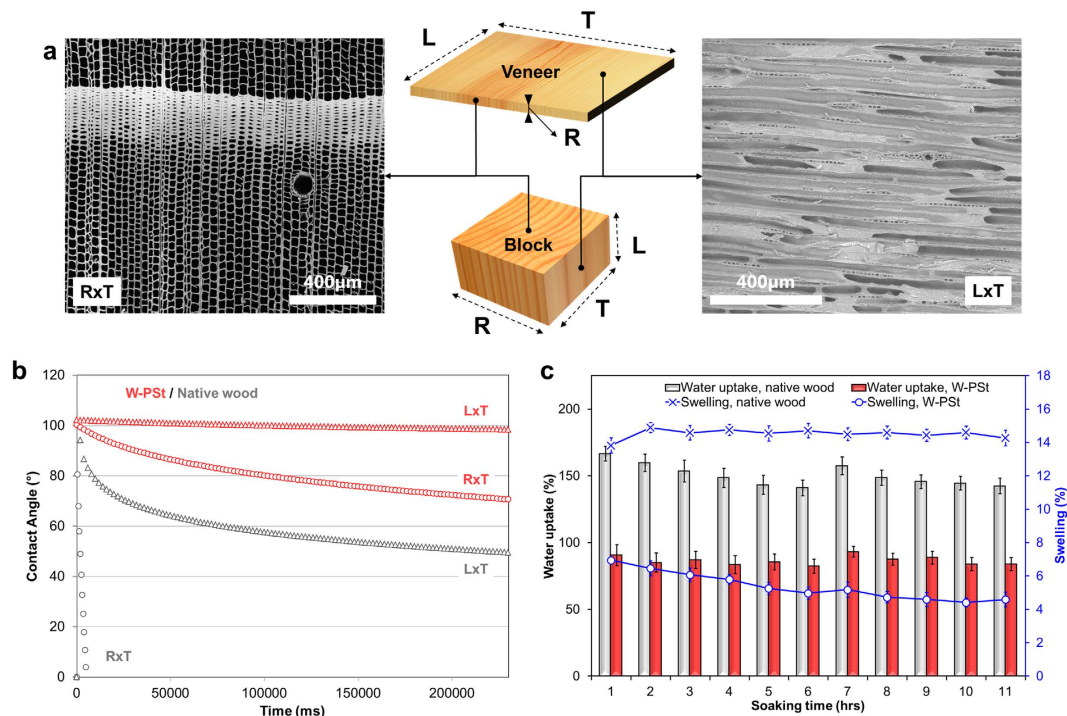 a
RxT
400µm
L
T
Veneer
R
Block
L
T
R
400µm
LxT
b
W-PSt / Native wood
LxT
RxT
LxT
RxT
Contact Angle (°)
120
100
80
60
40
20
0
0 50000 100000 150000 200000
Time (ms)
c
Water uptake, native wood Water uptake, W-PSt
Swelling, native wood Swelling, W-PSt
Water uptake (%)
200
150
100
50
0
Swelling (%)
18
16
14
12
10
8
6
4
2
0
1 2 3 4 5 6 7 8 9 10 11
Soaking time (hrs)